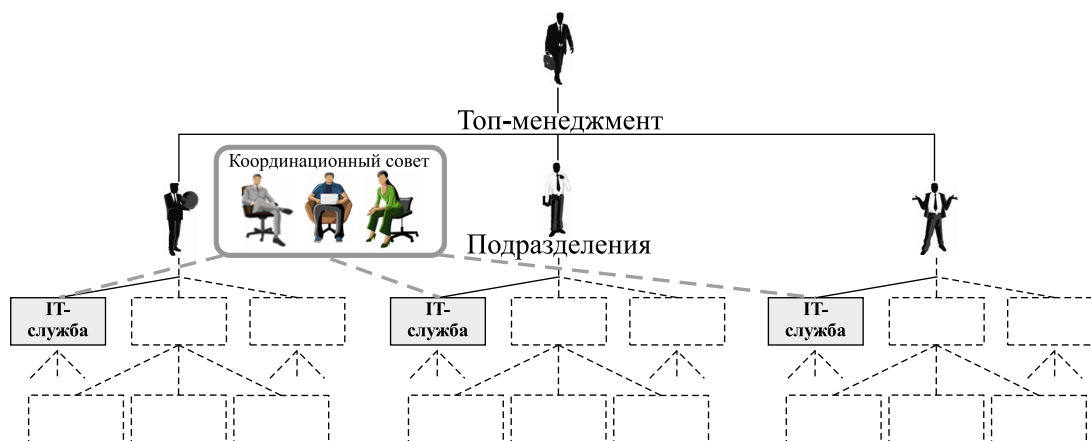 Топ-менеджмент
Координационный совет
Подразделения
IT-
служба
IT-
служба
IT-
служба